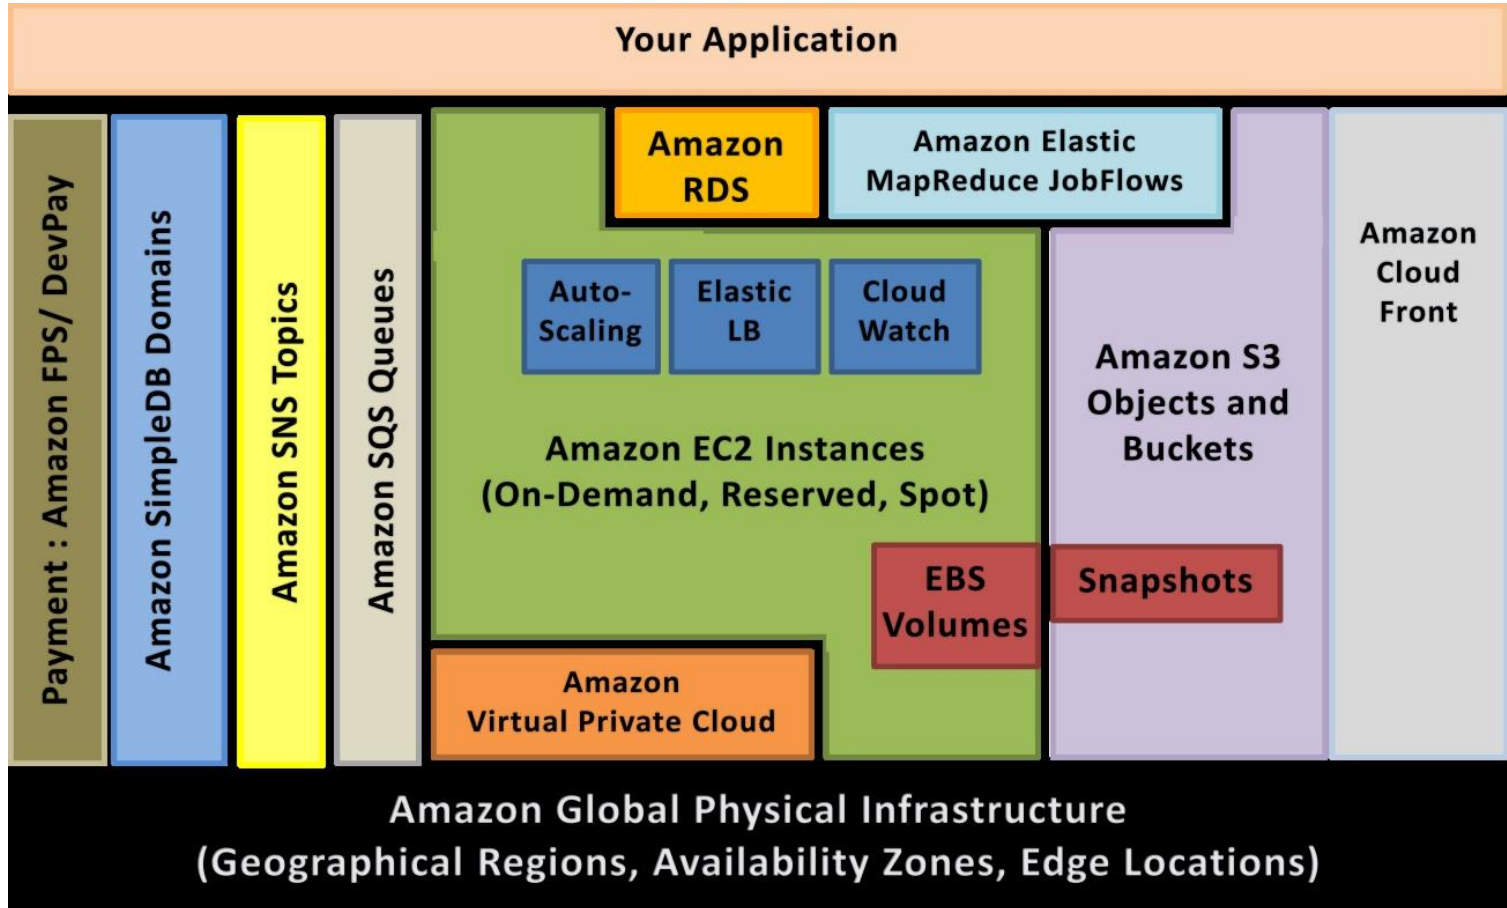 Your Application
Payment : Amazon FPS/ DevPay
Amazon SimpleDB Domains
Amazon SNS Topics
Amazon SQS Queues
Amazon
RDS
Amazon Elastic
MapReduce JobFlows
Auto-
Scaling
Elastic
LB
Cloud
Watch
Amazon EC2 Instances
(On-Demand, Reserved, Spot)
EBS
Volumes
Amazon
Virtual Private Cloud
Amazon S3
Objects and
Buckets
Snapshots
Amazon
Cloud
Front
Amazon Global Physical Infrastructure
(Geographical Regions, Availability Zones, Edge Locations)